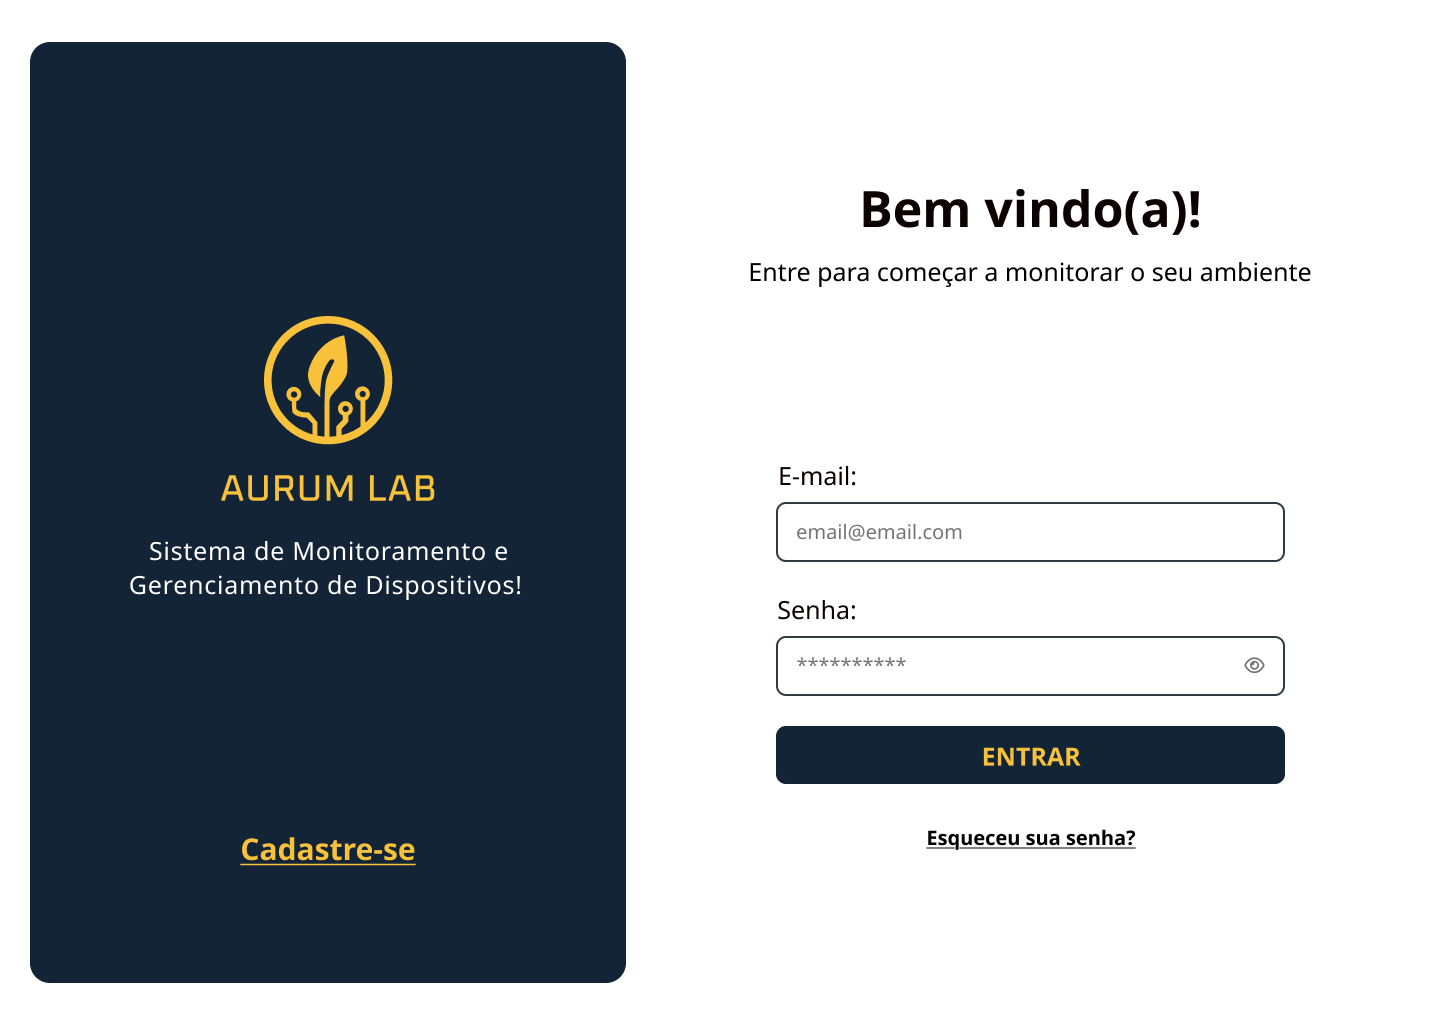 AURUM LAB
Sistema de Monitoramento e
Gerenciamento de Dispositivos!
Cadastre-se
Bem vindo(a)!
Entre para começar a monitorar o seu ambiente
E-mail:
email@email.com
Senha:
**********
ENTRAR
Esqueceu sua senha?